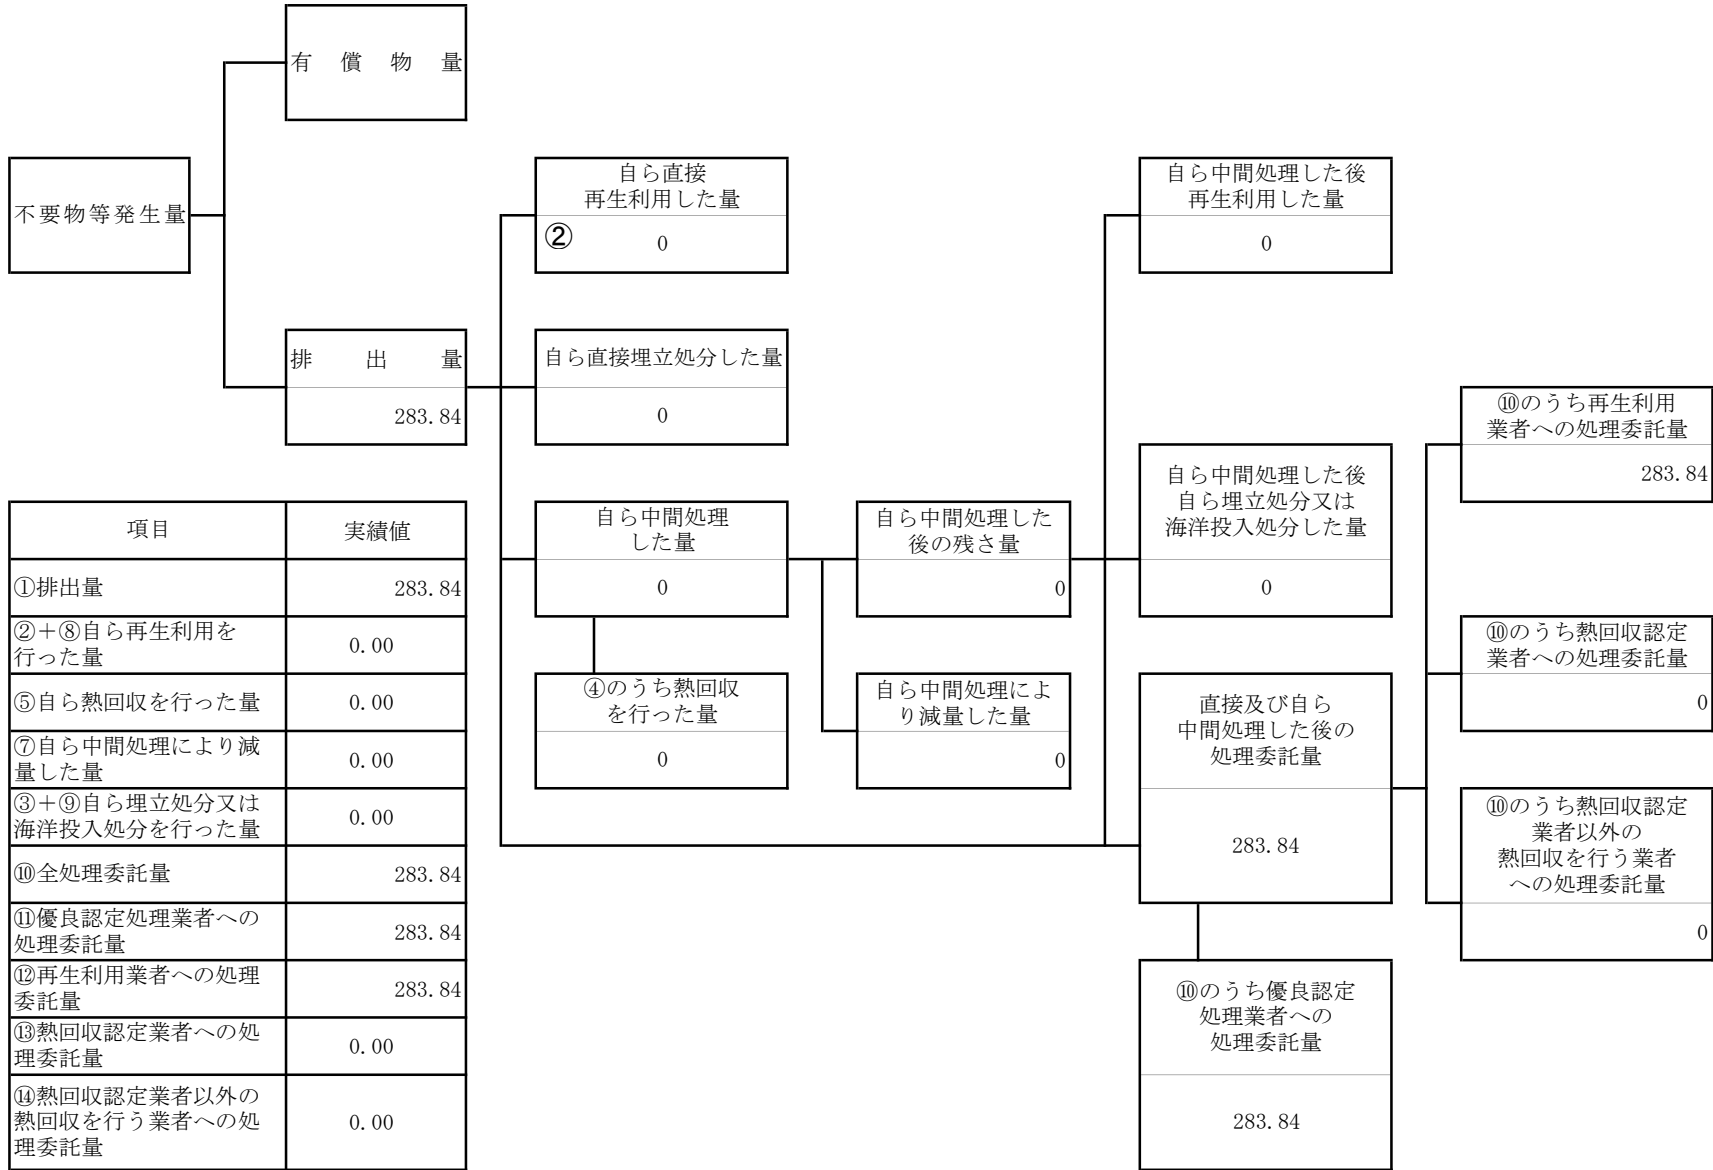 有償物量
不要物等発生量
排出量
283.84
自ら直接
再生利用した量
②
0
自ら直接埋立処分した量
0
自ら中間処理
した量
0
④のうち熱回収
を行った量
0
自ら中間処理した
後の残さ量
0
自ら中間処理によ
り減量した量
0
自ら中間処理した後
再生利用した量
0
自ら中間処理した後
自ら埋立処分又は
海洋投入処分した量
0
直接及び自ら
中間処理した後の
処理委託量
283.84
⑩のうち優良認定
処理業者への
処理委託量
283.84
⑩のうち再生利用
業者への処理委託量
283.84
⑩のうち熱回収認定
業者への処理委託量
0
⑩のうち熱回収認定
業者以外の
熱回収を行う業者
への処理委託量
0
項目 実績値
①排出量 283.84
②＋⑧自ら再生利用を
行った量
0.00
⑤自ら熱回収を行った量 0.00
⑦自ら中間処理により減
量した量
0.00
③＋⑨自ら埋立処分又は
海洋投入処分を行った量
0.00
⑩全処理委託量 283.84
⑪優良認定処理業者への
処理委託量
283.84
⑫再生利用業者への処理
委託量
283.84
⑬熱回収認定業者への処
理委託量
0.00
⑭熱回収認定業者以外の
熱回収を行う業者への処
理委託量
0.00